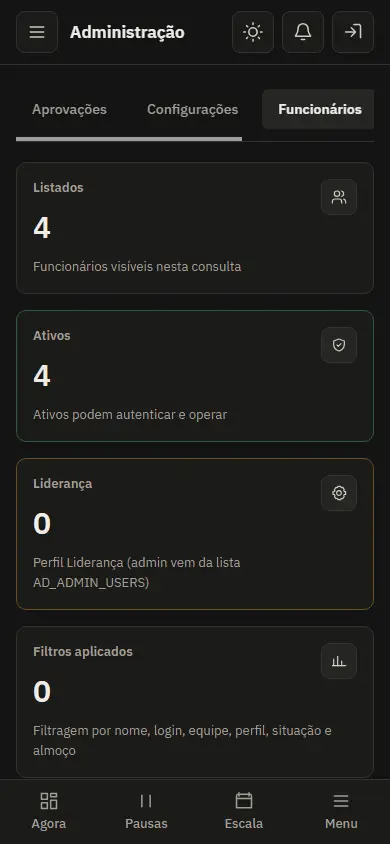 Administração
Aprovações
Configurações
Funcionários
Listados
4
Funcionários visíveis nesta consulta
Ativos
4
Ativos podem autenticar e operar
Liderança
0
Perfil Liderança (admin vem da lista
AD_ADMIN_USERS)
Filtros aplicados
0
Filtragem por nome, login, equipe, perfil, situação e
almoço
Agora
Pausas
Escala
Menu